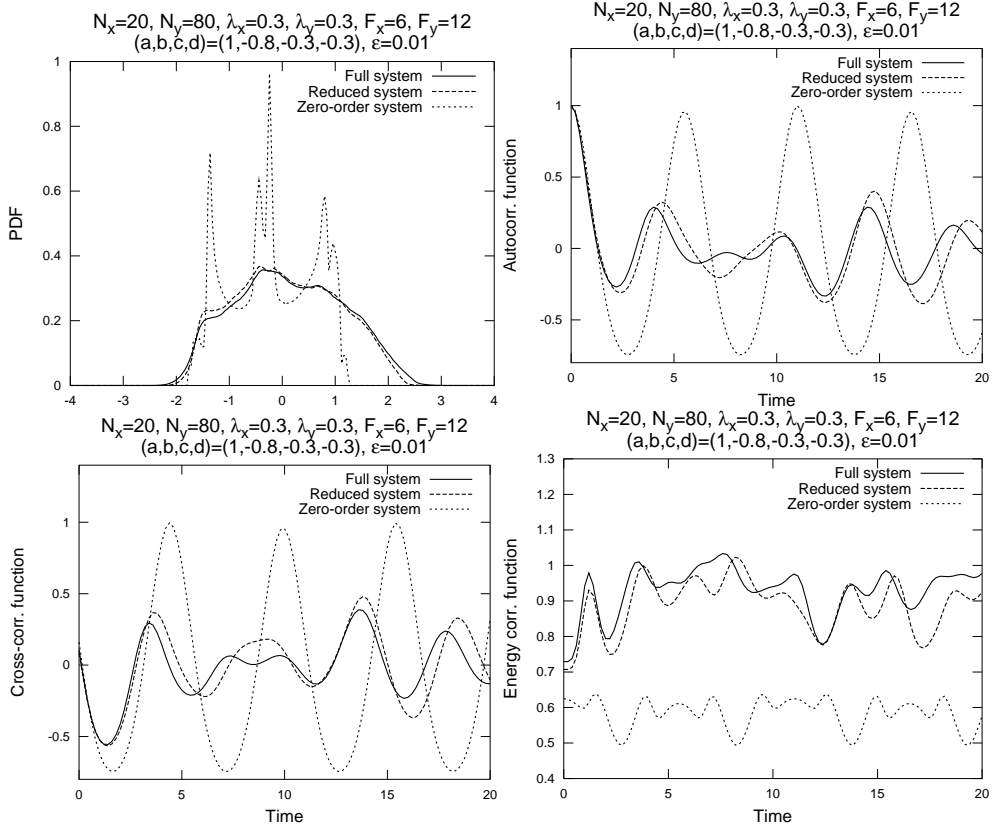 N_x=20, N_y=80, λ_x=0.3, λ_y=0.3, F_x=6, F_y=12
(a,b,c,d)=(1,-0.8,-0.3,-0.3), ε=0.01
Full system
Reduced system
Zero-order system
PDF
1
0.8
0.6
0.4
0.2
0
-4 -3 -2 -1 0 1 2 3 4
N_x=20, N_y=80, λ_x=0.3, λ_y=0.3, F_x=6, F_y=12
(a,b,c,d)=(1,-0.8,-0.3,-0.3), ε=0.01
Full system
Reduced system
Zero-order system
Autocorr. function
1
0.5
0
-0.5
0 5 10 15 20
Time
N_x=20, N_y=80, λ_x=0.3, λ_y=0.3, F_x=6, F_y=12
(a,b,c,d)=(1,-0.8,-0.3,-0.3), ε=0.01
Full system
Reduced system
Zero-order system
Cross-corr. function
1
0.5
0
-0.5
0 5 10 15 20
Time
N_x=20, N_y=80, λ_x=0.3, λ_y=0.3, F_x=6, F_y=12
(a,b,c,d)=(1,-0.8,-0.3,-0.3), ε=0.01
Full system
Reduced system
Zero-order system
Energy corr. function
1.3
1.2
1.1
1
0.9
0.8
0.7
0.6
0.5
0.4
0 5 10 15 20
Time